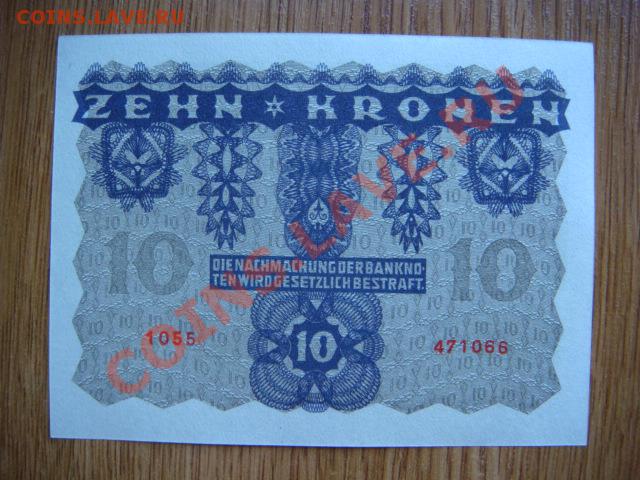 COINS.LAVE.RU
ZEHN ★ KRONEN
10 10
DIE NACHMACHUNG DER BANKNO-
TEN WIRD GESETZLICH BESTRAFT.
1055 10 471066
COINS.LAVE.RU